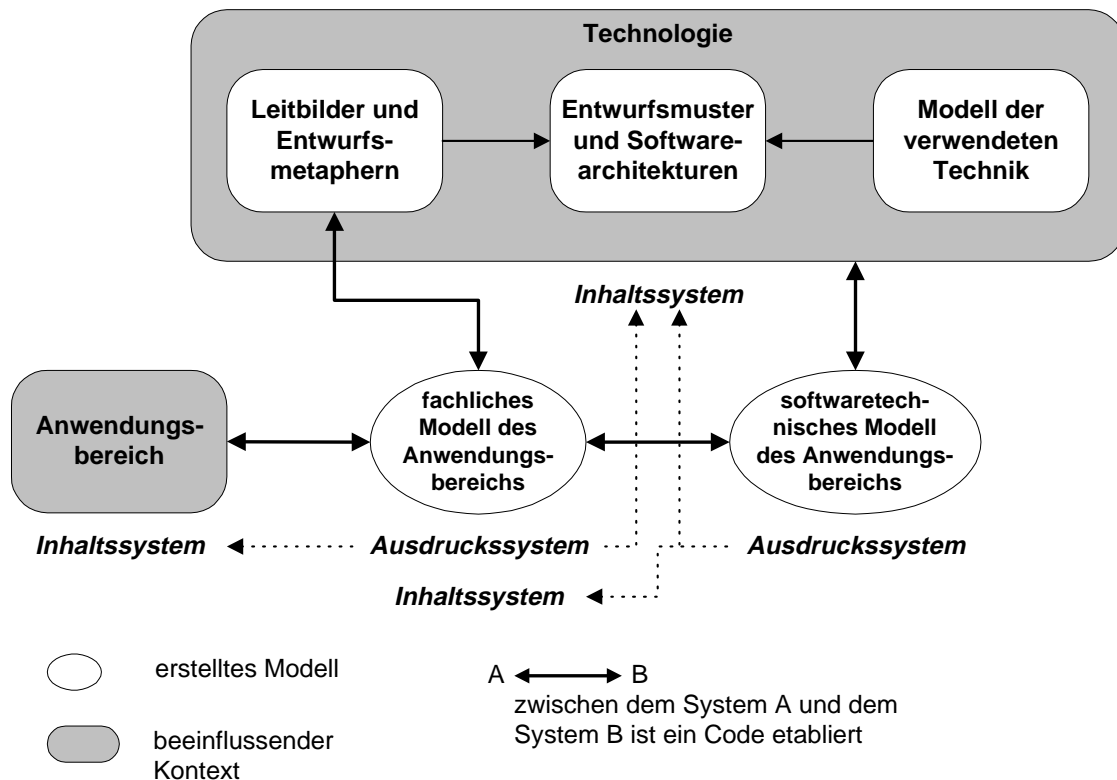 Technologie
Leitbilder und
Entwurfs-
metaphern
Entwurfsmuster
und Software-
architekturen
Modell der
verwendeten
Technik
Inhaltssystem
Anwendungs-
bereich
fachliches
Modell des
Anwendungs-
bereichs
softwaretech-
nisches Modell
des Anwendungs-
bereichs
Inhaltssystem
Ausdruckssystem
Ausdruckssystem
Inhaltssystem
erstelltes Modell
A
B
zwischen dem System A und dem
System B ist ein Code etabliert
beeinflussender
Kontext